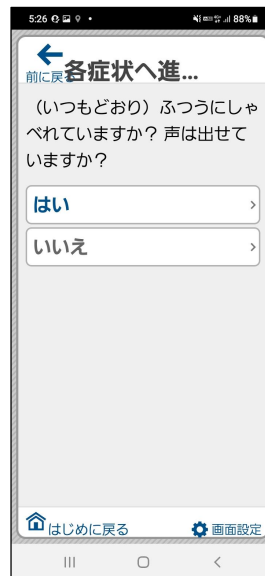 5:26
88%
前に戻る
各症状へ進...
（いつもどおり）ふつうにしゃ
べれていますか？ 声は出せて
いますか？
はい
いいえ
はじめに戻る
画面設定